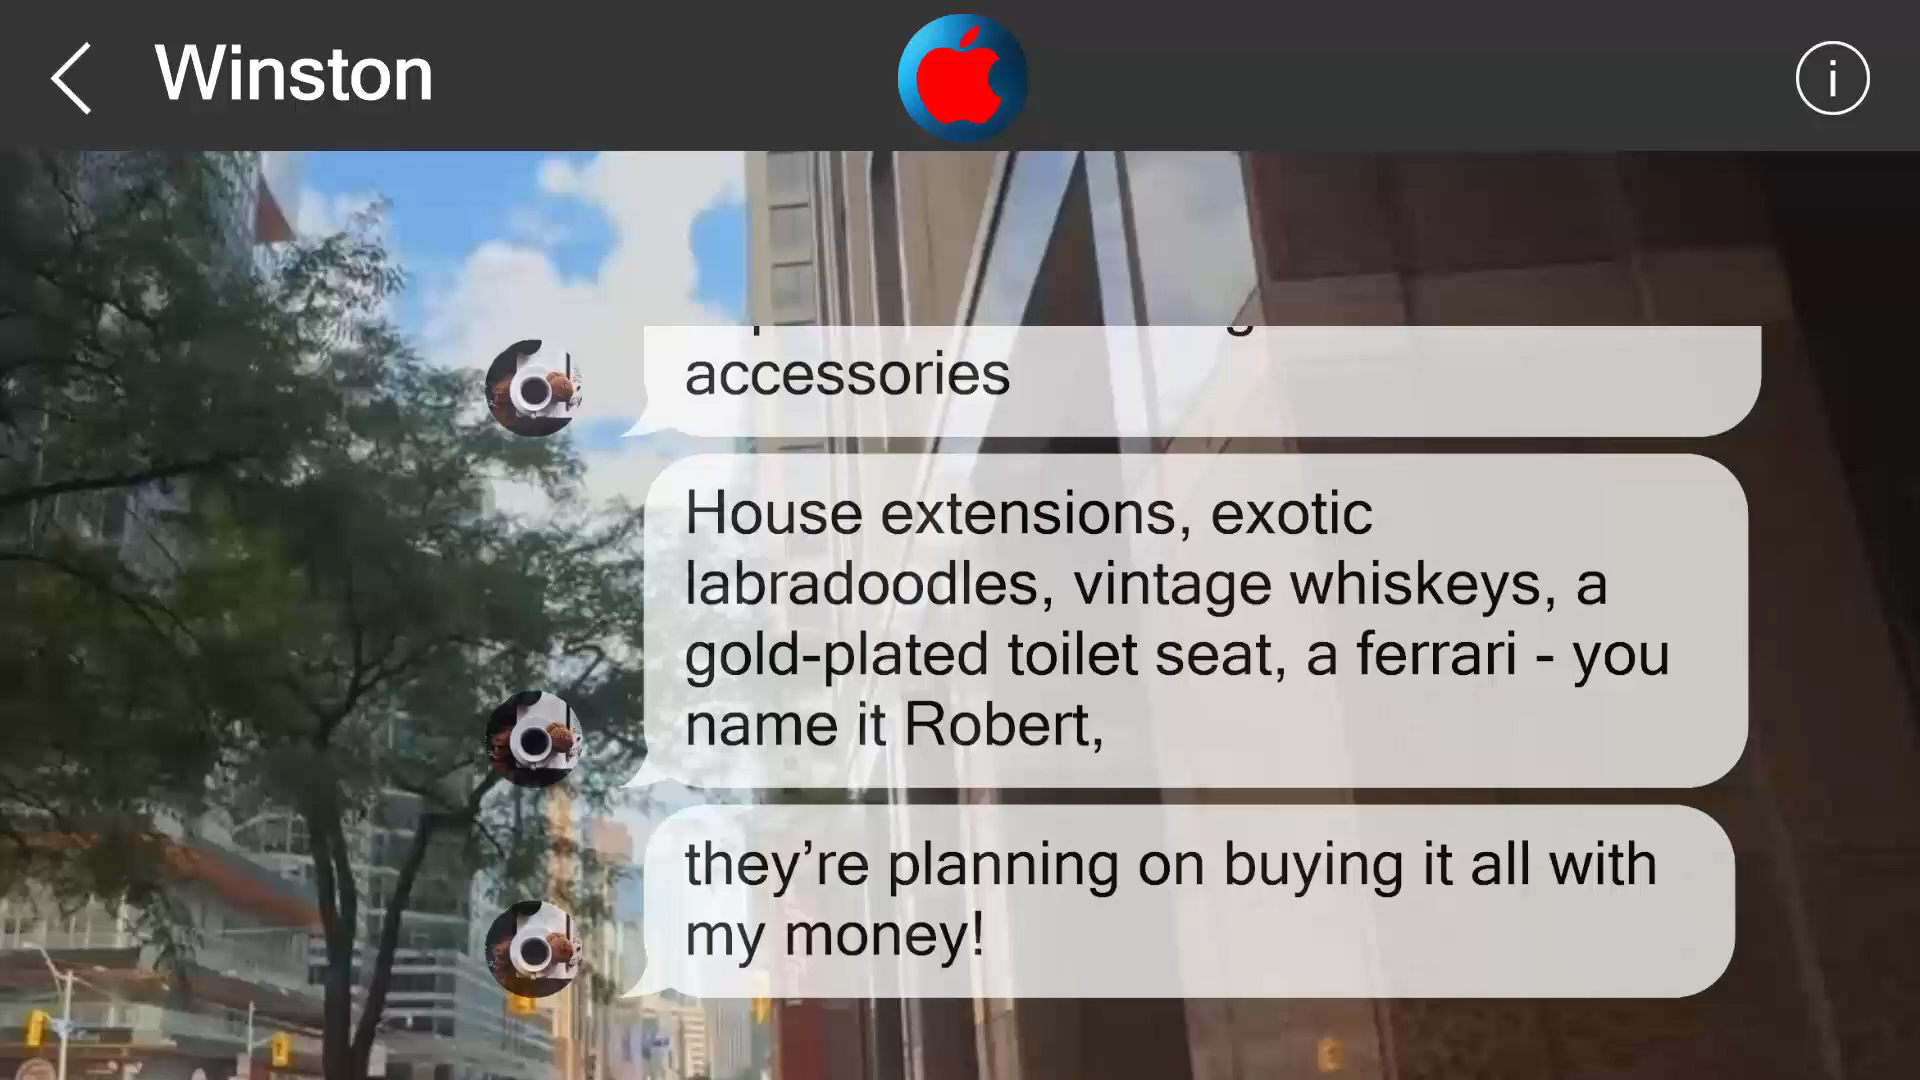 Winston
i
accessories
House extensions, exotic
labradoodles, vintage whiskeys, a
gold-plated toilet seat, a ferrari - you
name it Robert,
they’re planning on buying it all with
my money!